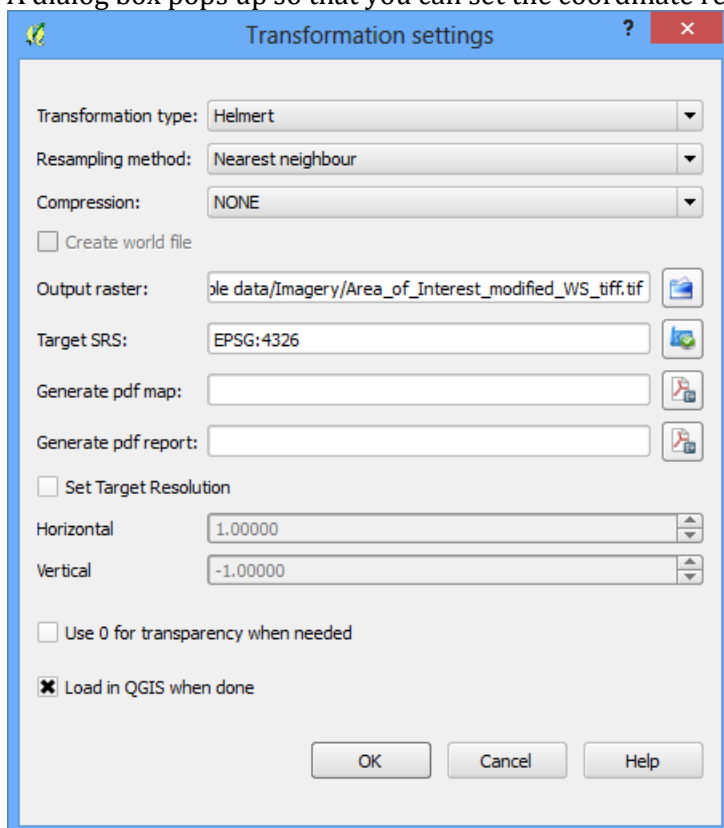 A dialog box pops up so that you can set the coordinate re
Transformation settings ? ×
Transformation type: Helmert
Resampling method: Nearest neighbour
Compression: NONE
Create world file
Output raster: ple data/Imagery/Area_of_Interest_modified_WS_tiff.tif
Target SRS: EPSG:4326
Generate pdf map:
Generate pdf report:
Set Target Resolution
Horizontal 1.00000
Vertical -1.00000
Use 0 for transparency when needed
Load in QGIS when done
OK Cancel Help